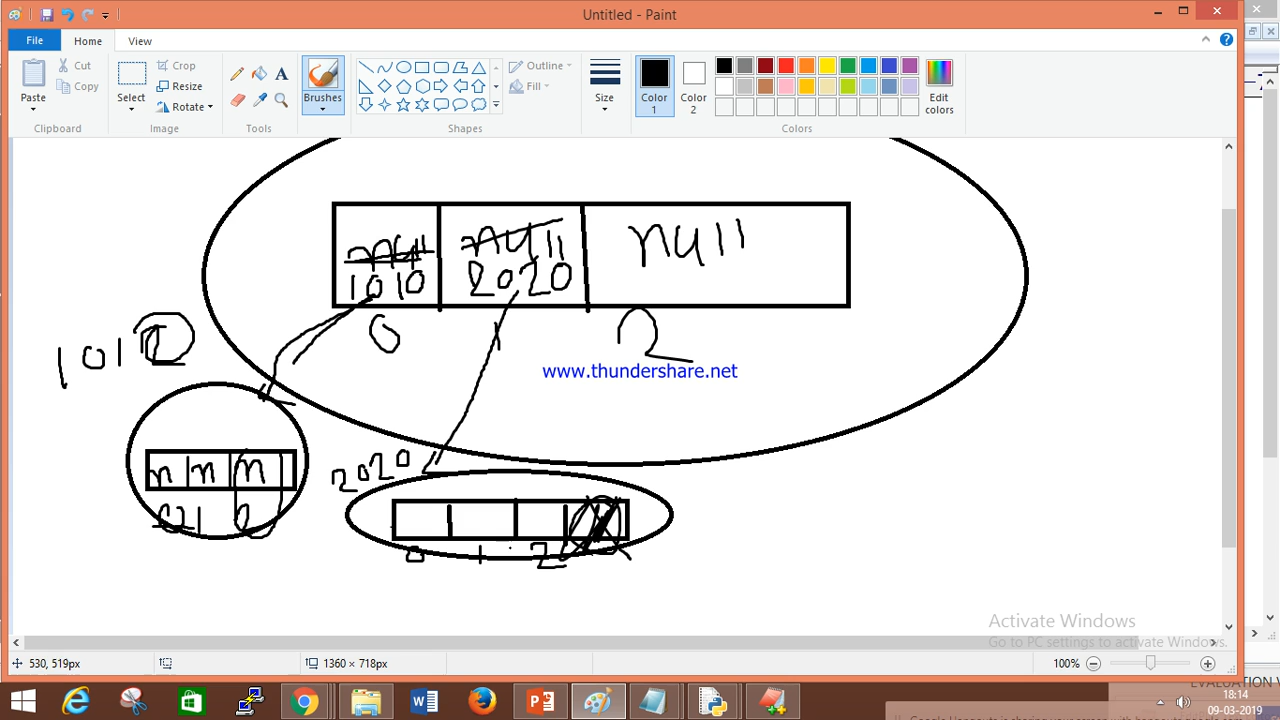 Untitled - Paint
File Home View
Cut
Copy
Paste
Clipboard
Crop
Resize
Rotate
Select
Image
Tools
Brushes
Outline
Fill
Shapes
Size
Color 1
Color 2
Edit colors
Colors
null null null
1010 2020
0 1 2
www.thundershare.net
101
n n n
2020
0 1 2
Activate Windows
Go to PC settings to activate Windows.
530, 519px
1360 × 718px
100%
EVALUATION
18:14
09-03-2019